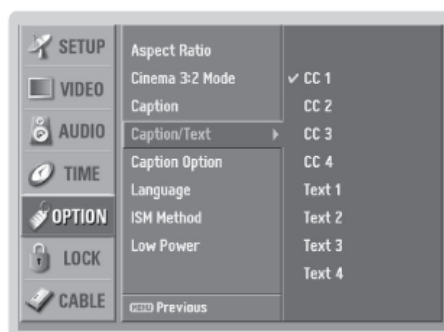 SETUP
VIDEO
AUDIO
TIME
OPTION
LOCK
CABLE
Aspect Ratio
Cinema 3:2 Mode
Caption
Caption/Text
Caption Option
Language
ISM Method
Low Power
MENU Previous
CC 1
CC 2
CC 3
CC 4
Text 1
Text 2
Text 3
Text 4